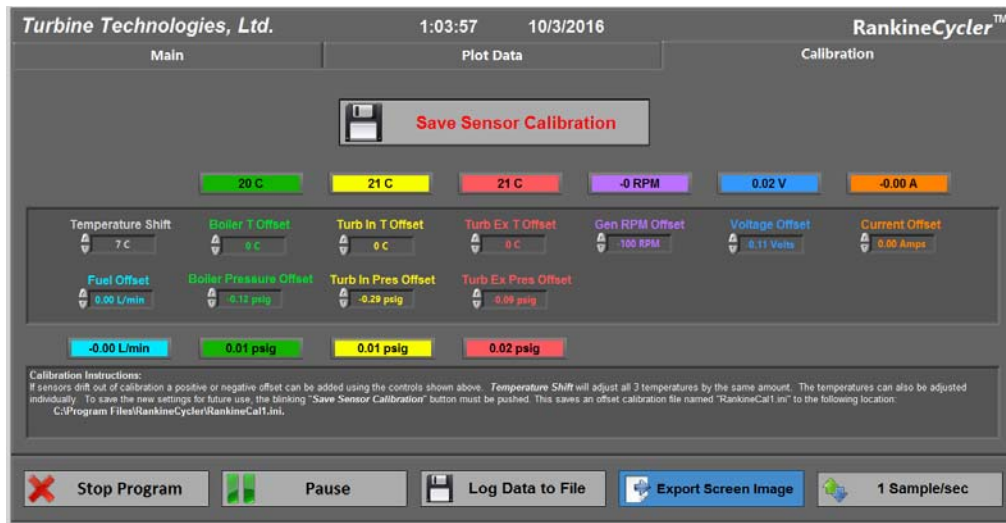 Turbine Technologies, Ltd. 1:03:57 10/3/2016 RankineCycler™
Main Plot Data Calibration
Save Sensor Calibration
20 C 21 C 21 C -0 RPM 0.02 V -0.00 A
Temperature Shift Boiler T Offset Turb In T Offset Turb Ex T Offset Gen RPM Offset Voltage Offset Current Offset
7 C 0 C 0 C 0 C -100 RPM -0.11 Volts 0.00 Amps
Fuel Offset Boiler Pressure Offset Turb In Pres Offset Turb Ex Pres Offset
0.00 L/min -0.12 psig -0.29 psig -0.09 psig
-0.00 L/min 0.01 psig 0.01 psig 0.02 psig
Calibration Instructions:
If sensors drift out of calibration a positive or negative offset can be added using the controls shown above. Temperature Shift will adjust all 3 temperatures by the same amount. The temperatures can also be adjusted
individually. To save the new settings for future use, the blinking "Save Sensor Calibration" button must be pushed. This saves an offset calibration file named "RankineCal1.ini" to the following location:
C:\Program Files\RankineCycler\RankineCal1.ini.
Stop Program Pause Log Data to File Export Screen Image 1 Sample/sec